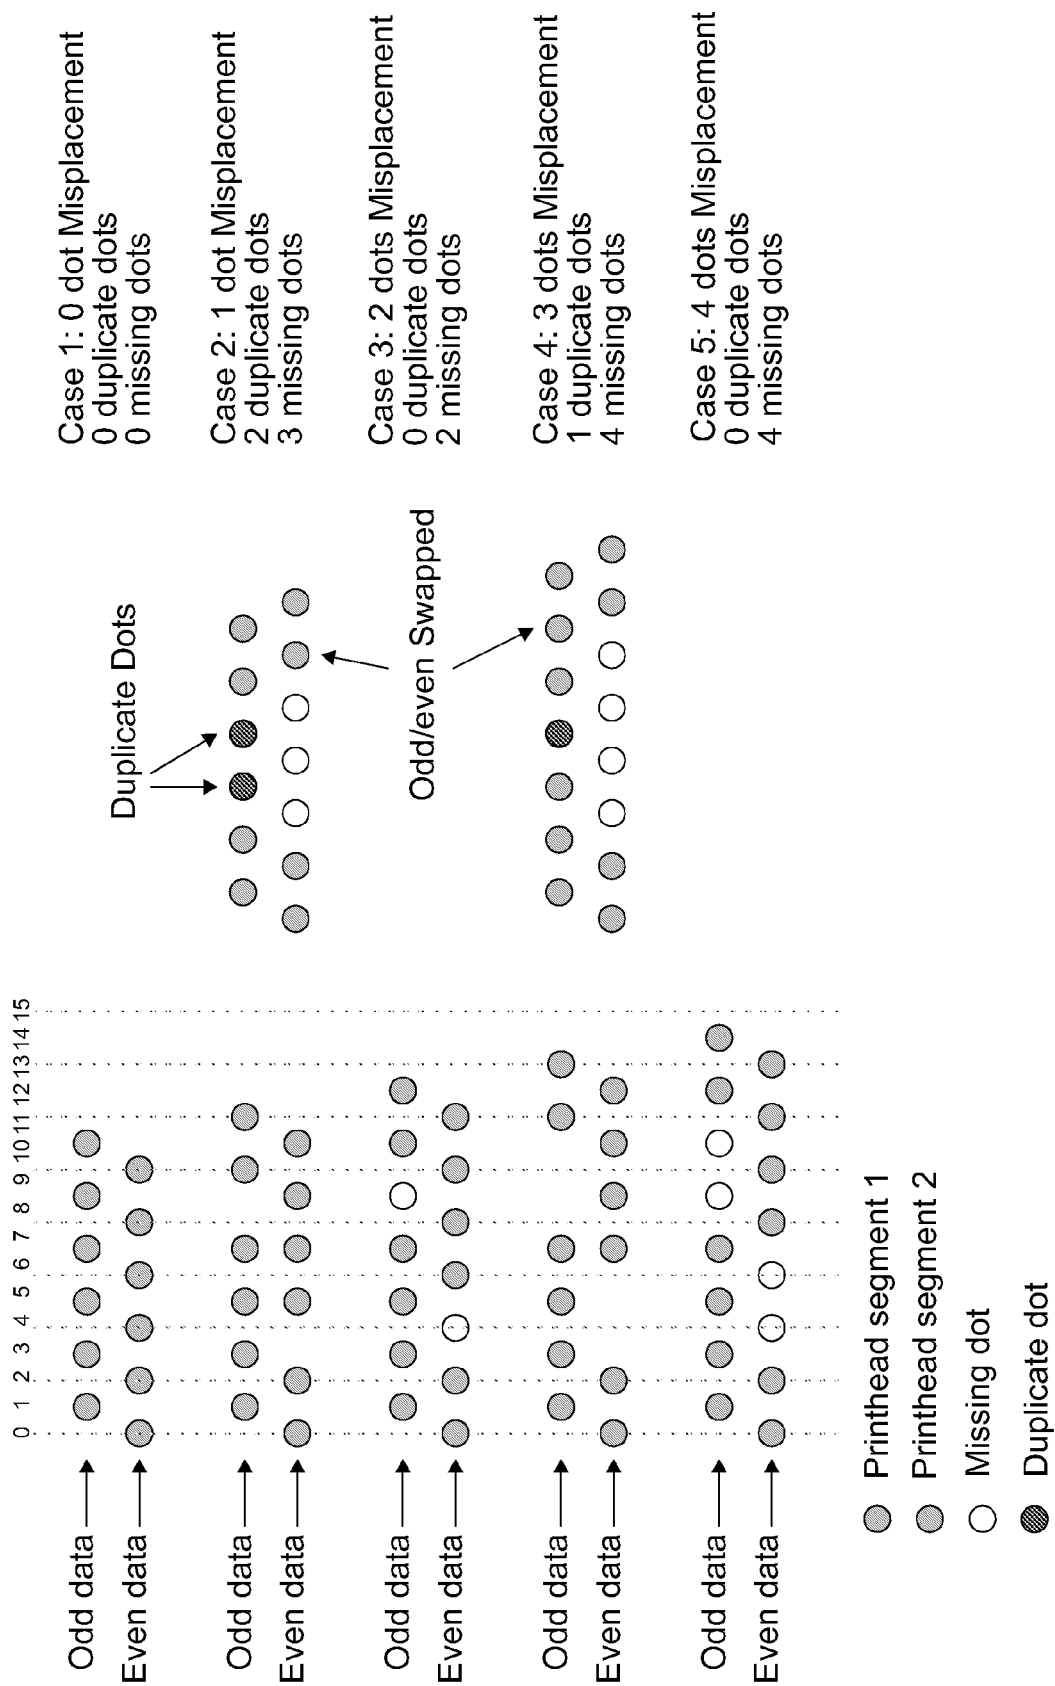 0 1 2 3 4 5 6 7 8 9 10 11 12 13 14 15
Odd data
Even data
Case 1: 0 dot Misplacement
0 duplicate dots
0 missing dots
Duplicate Dots
Odd data
Even data
Case 2: 1 dot Misplacement
2 duplicate dots
3 missing dots
Odd data
Even data
Odd/even Swapped
Case 3: 2 dots Misplacement
0 duplicate dots
2 missing dots
Odd data
Even data
Case 4: 3 dots Misplacement
1 duplicate dots
4 missing dots
Odd data
Even data
Case 5: 4 dots Misplacement
0 duplicate dots
4 missing dots
Printhead segment 1
Printhead segment 2
Missing dot
Duplicate dot